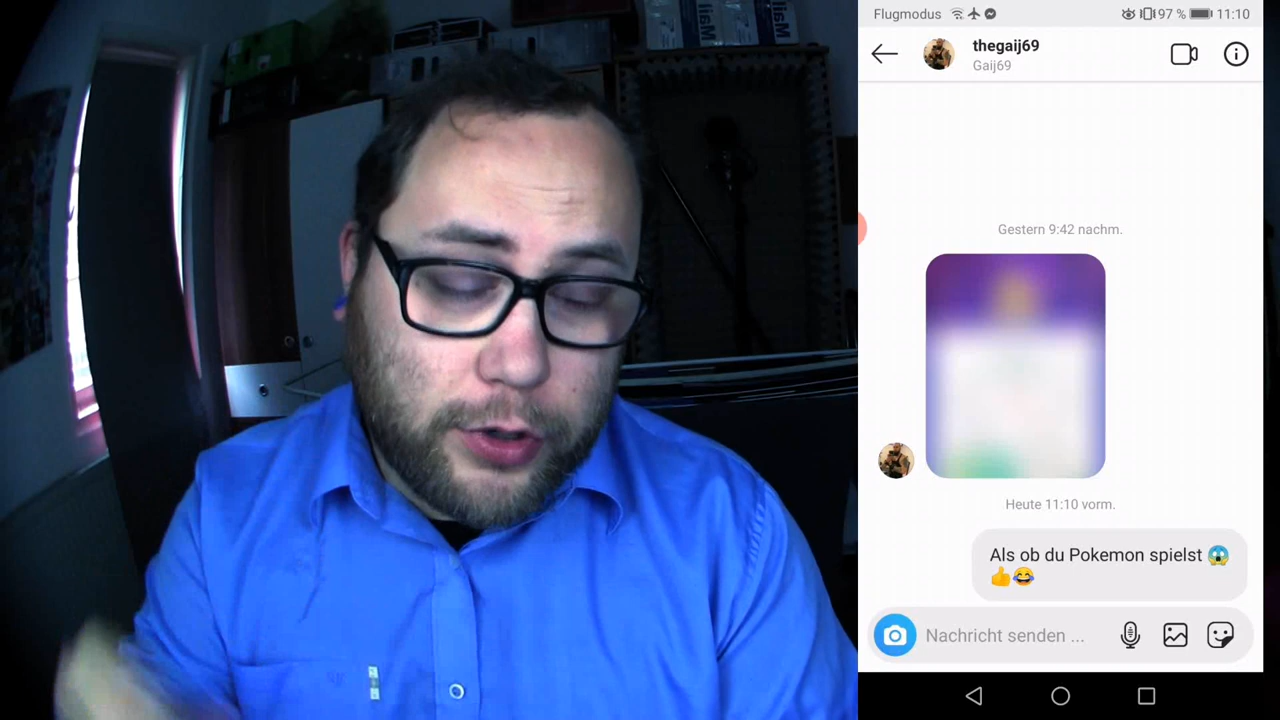 Flugmodus 97 % 11:10
thegaij69
Gaij69
Gestern 9:42 nachm.
Heute 11:10 vorm.
Als ob du Pokemon spielst 😱
👍😂
Nachricht senden ...